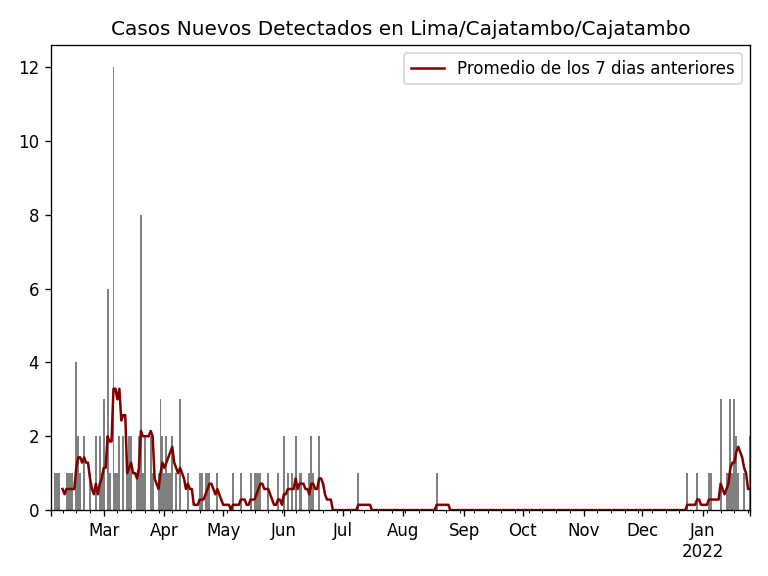 Casos Nuevos Detectados en Lima/Cajatambo/Cajatambo
Promedio de los 7 dias anteriores
12
10
8
6
4
2
0
Mar Apr May Jun Jul Aug Sep Oct Nov Dec Jan
2022